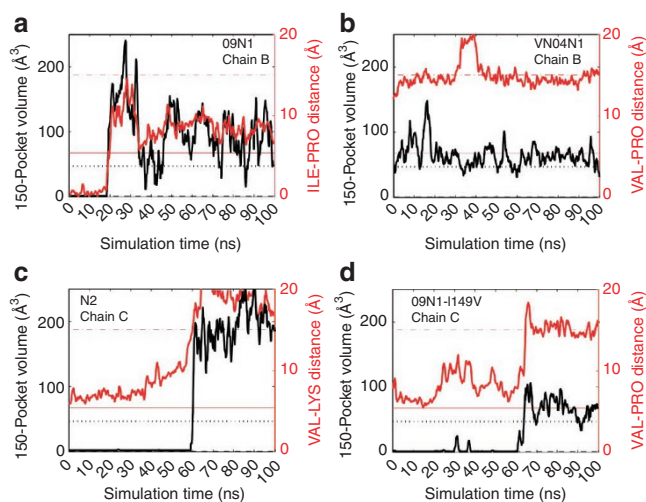 a
09N1
Chain B
150-Pocket volume (Å³)
200
100
0
ILE-PRO distance (Å)
20
15
10
5
0
0 10 20 30 40 50 60 70 80 90 100
Simulation time (ns)
b
VN04N1
Chain B
150-Pocket volume (Å³)
200
100
0
VAL-PRO distance (Å)
20
15
10
5
0
0 10 20 30 40 50 60 70 80 90 100
Simulation time (ns)
c
N2
Chain C
150-Pocket volume (Å³)
200
100
0
VAL-LYS distance (Å)
20
15
10
5
0
0 10 20 30 40 50 60 70 80 90 100
Simulation time (ns)
d
09N1-I149V
Chain C
150-Pocket volume (Å³)
200
100
0
VAL-PRO distance (Å)
20
15
10
5
0
0 10 20 30 40 50 60 70 80 90 100
Simulation time (ns)